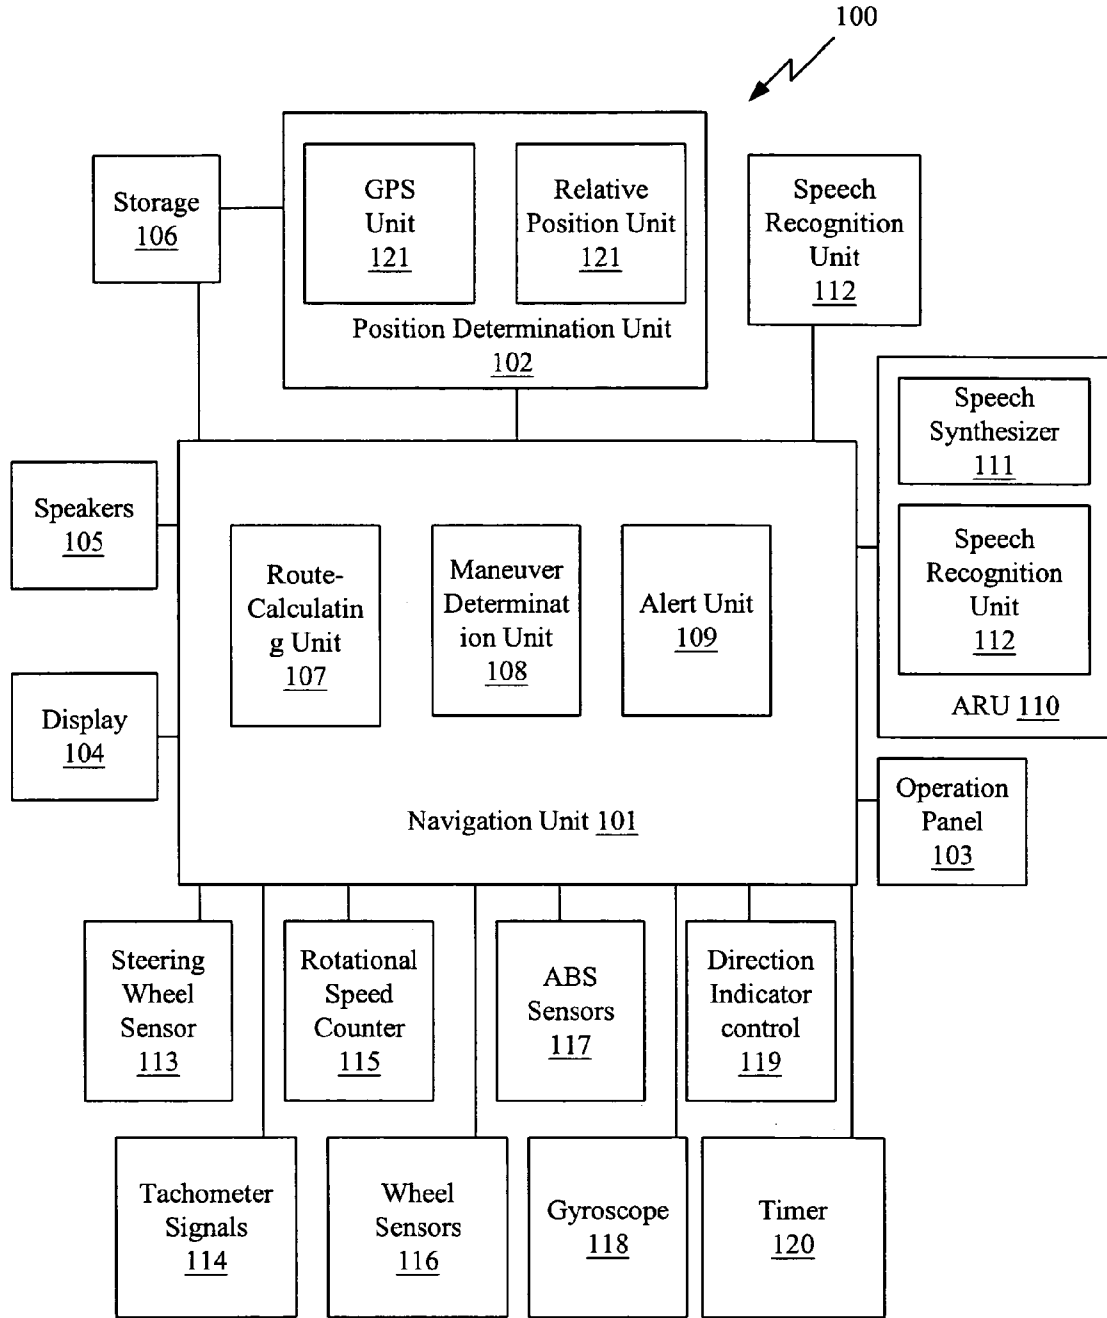 100
Storage
106
GPS
Unit
121
Relative
Position Unit
121
Position Determination Unit
102
Speech
Recognition
Unit
112
Speech
Synthesizer
111
Speech
Recognition
Unit
112
ARU 110
Speakers
105
Display
104
Route-
Calculatin
g Unit
107
Maneuver
Determinat
ion Unit
108
Alert Unit
109
Navigation Unit 101
Operation
Panel
103
Steering
Wheel
Sensor
113
Rotational
Speed
Counter
115
ABS
Sensors
117
Direction
Indicator
control
119
Tachometer
Signals
114
Wheel
Sensors
116
Gyroscope
118
Timer
120